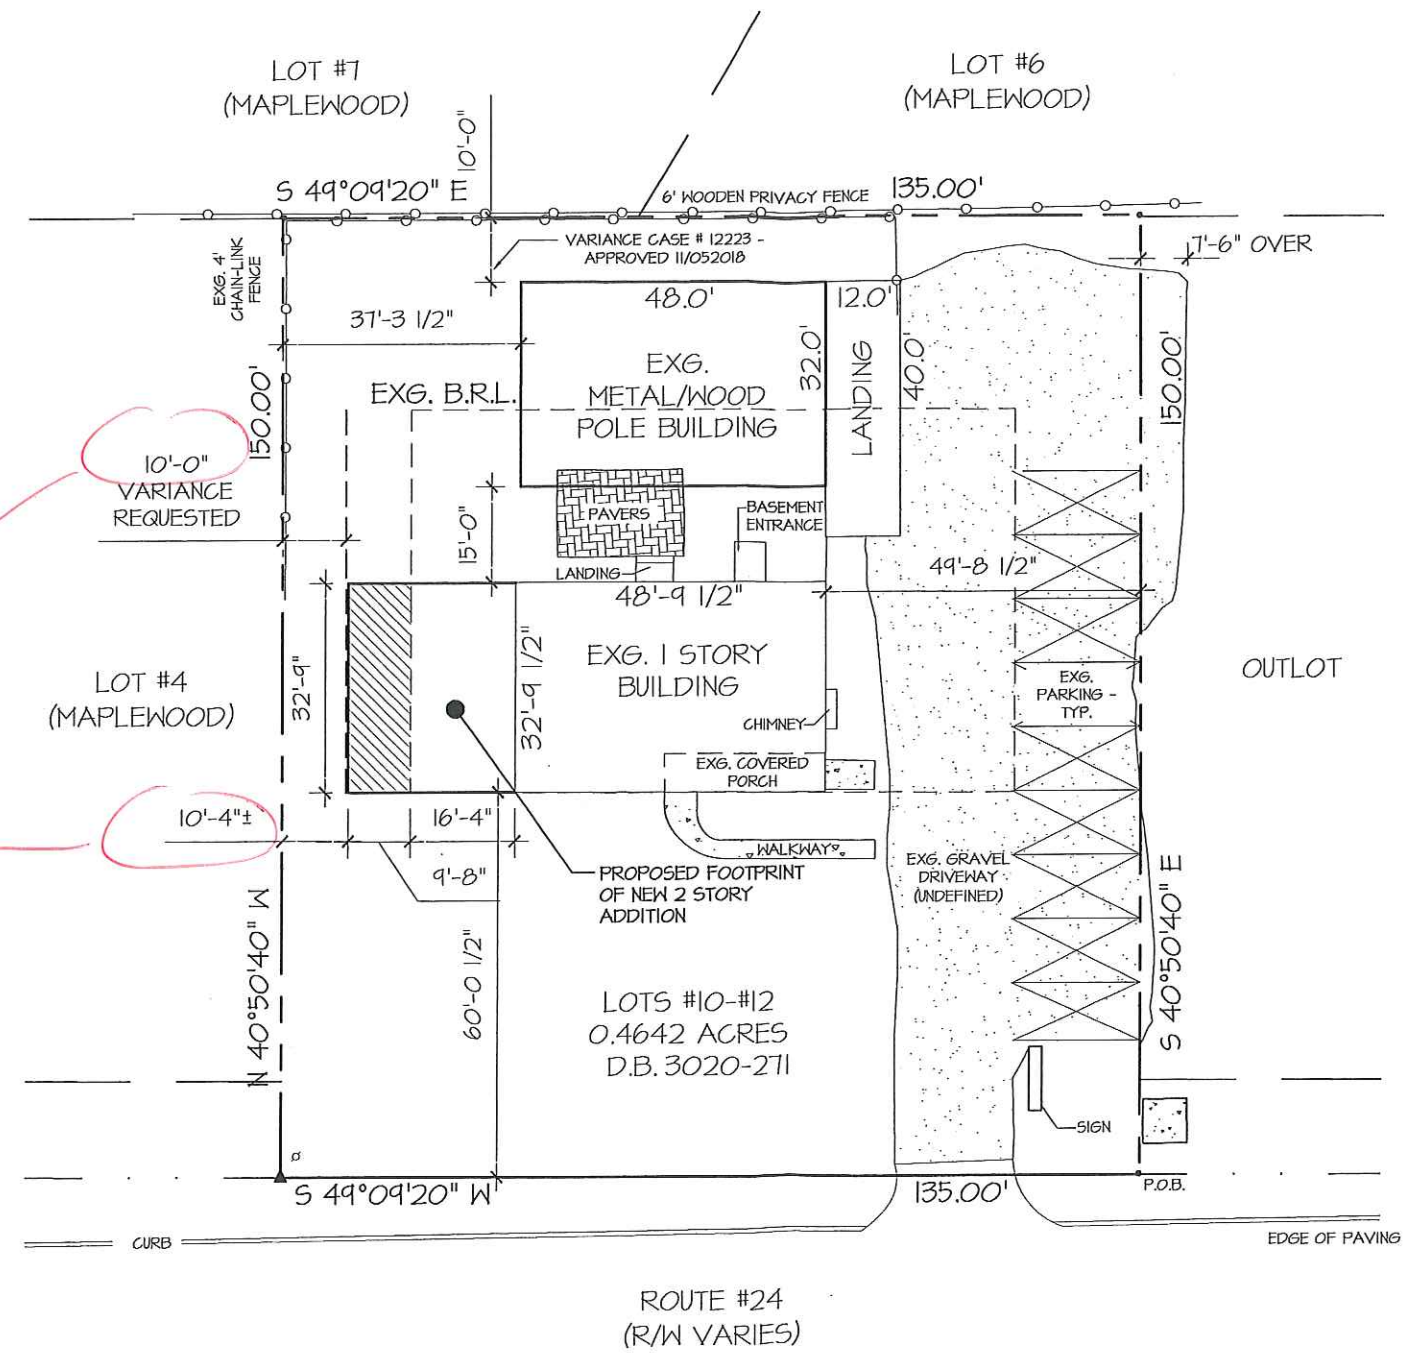 LOT #7
(MAPLEWOOD)
LOT #6
(MAPLEWOOD)
10'-0"
S 49°09'20" E
6' WOODEN PRIVACY FENCE
135.00'
VARIANCE CASE # 12223 -
APPROVED 11/052018
7'-6" OVER
EXG. 4'
CHAIN-LINK
FENCE
37'-3 1/2"
48.0'
12.0'
32.0'
40.0'
EXG.
METAL/WOOD
POLE BUILDING
LANDING
EXG. B.R.L.
150.00'
150.00'
10'-0"
VARIANCE
REQUESTED
15'-0"
PAVERS
BASEMENT
ENTRANCE
LANDING
48'-9 1/2"
49'-8 1/2"
EXG. 1 STORY
BUILDING
32'-9"
32'-9 1/2"
LOT #4
(MAPLEWOOD)
OUTLOT
EXG.
PARKING -
TYP.
CHIMNEY
EXG. COVERED
PORCH
10'-4"±
16'-4"
9'-8"
WALKWAY
PROPOSED FOOTPRINT
OF NEW 2 STORY
ADDITION
EXG. GRAVEL
DRIVEWAY
(UNDEFINED)
N 40°50'40" W
60'-0 1/2"
LOTS #10-#12
0.4642 ACRES
D.B. 3020-271
S 40°50'40" E
SIGN
S 49°09'20" W
135.00'
P.O.B.
CURB
EDGE OF PAVING
ROUTE #24
(R/W VARIES)